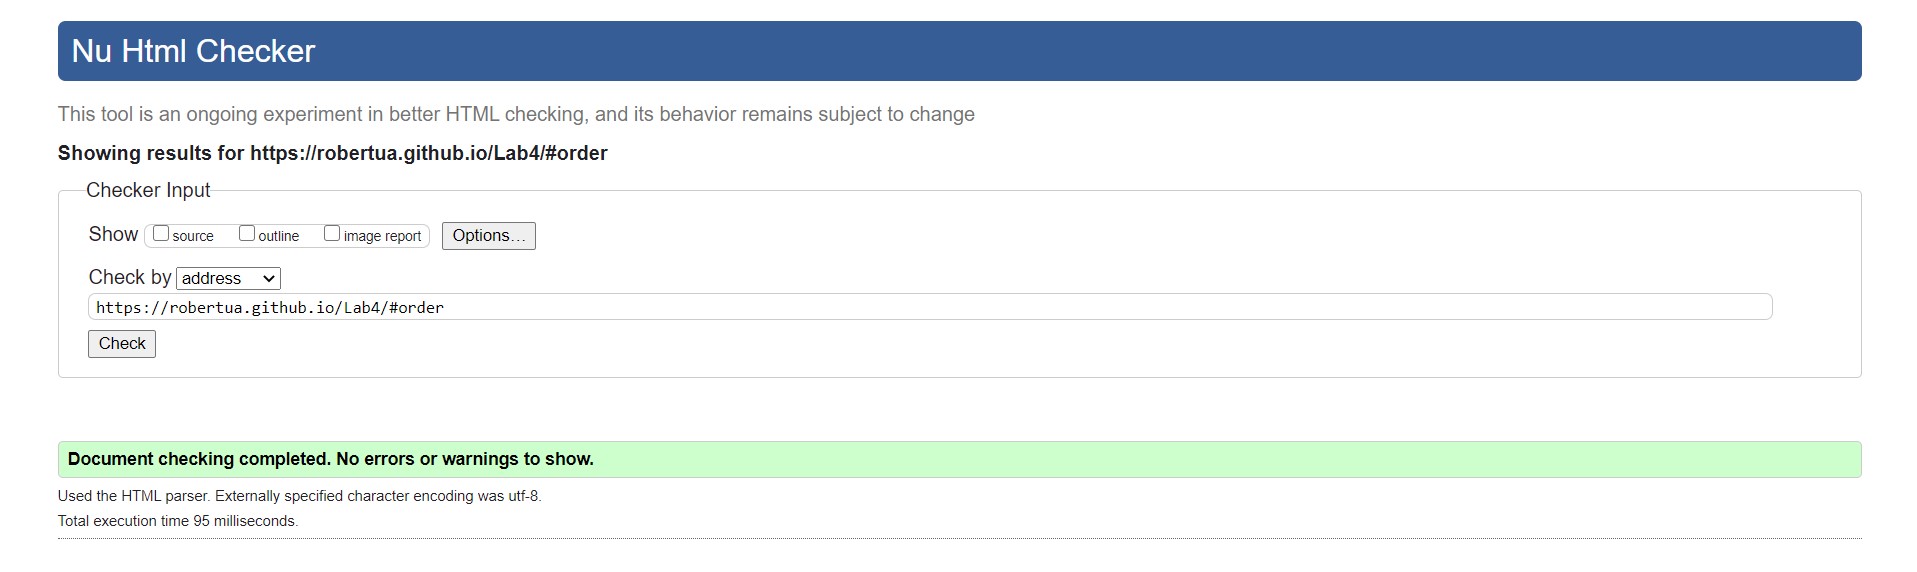 Nu Html Checker
This tool is an ongoing experiment in better HTML checking, and its behavior remains subject to change
Showing results for https://robertua.github.io/Lab4/#order
Checker Input
Show source outline image report Options…
Check by address
https://robertua.github.io/Lab4/#order
Check
Document checking completed. No errors or warnings to show.
Used the HTML parser. Externally specified character encoding was utf-8.
Total execution time 95 milliseconds.